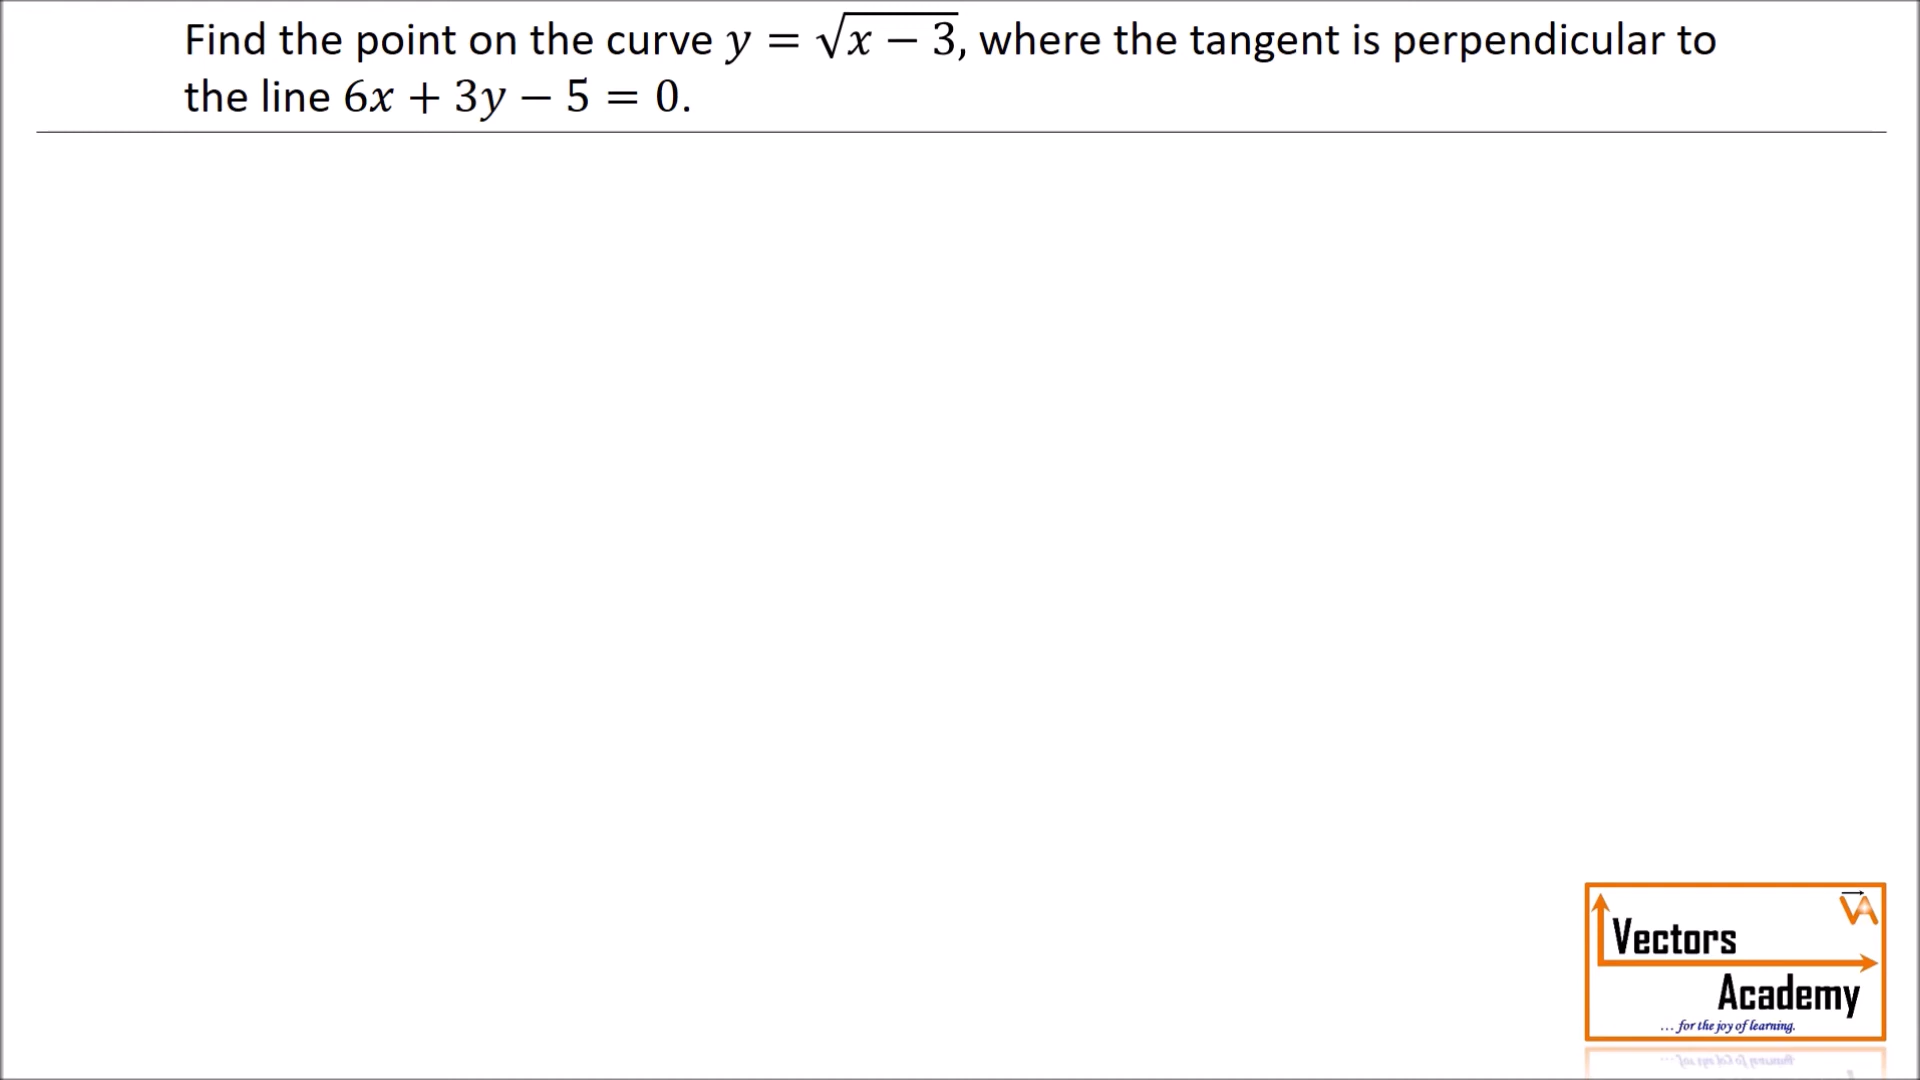 Find the point on the curve y = √x − 3, where the tangent is perpendicular to
the line 6x + 3y − 5 = 0.
VA
Vectors
Academy
... for the joy of learning.